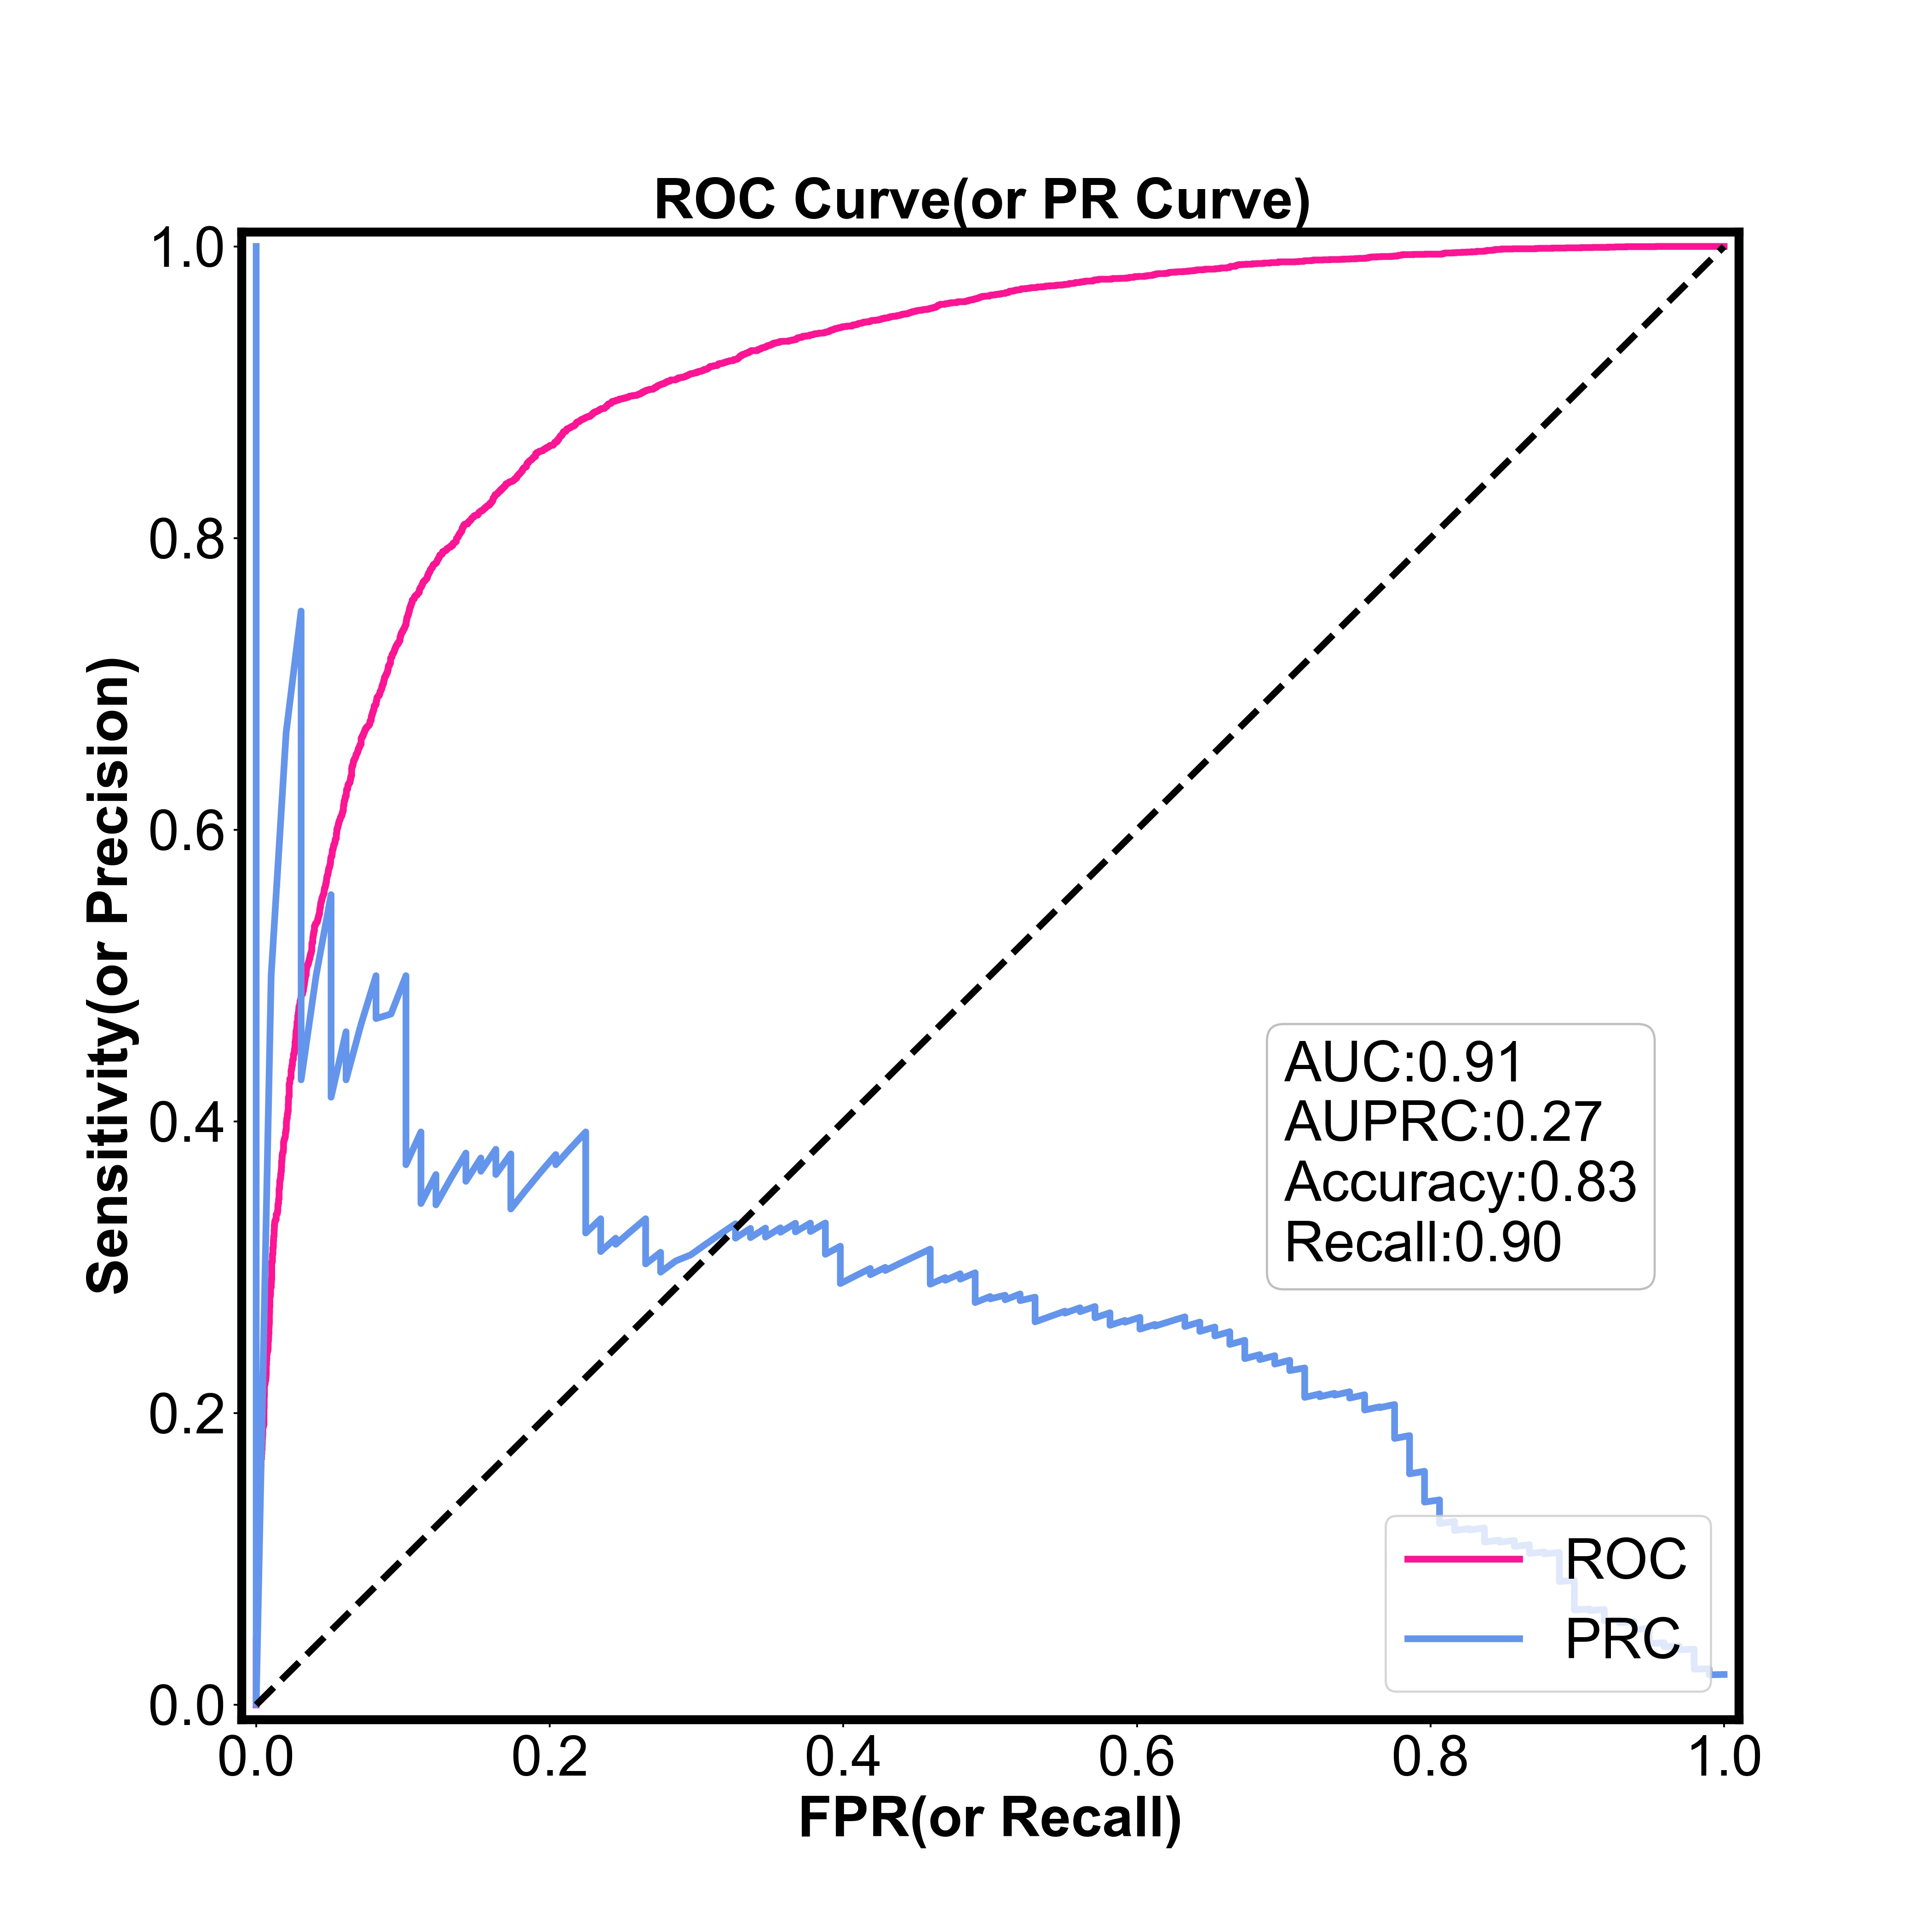 ROC Curve(or PR Curve)
1.0
0.8
0.6
0.4
0.2
0.0
Sensitivity(or Precision)
AUC:0.91
AUPRC:0.27
Accuracy:0.83
Recall:0.90
ROC
PRC
0.0 0.2 0.4 0.6 0.8 1.0
FPR(or Recall)